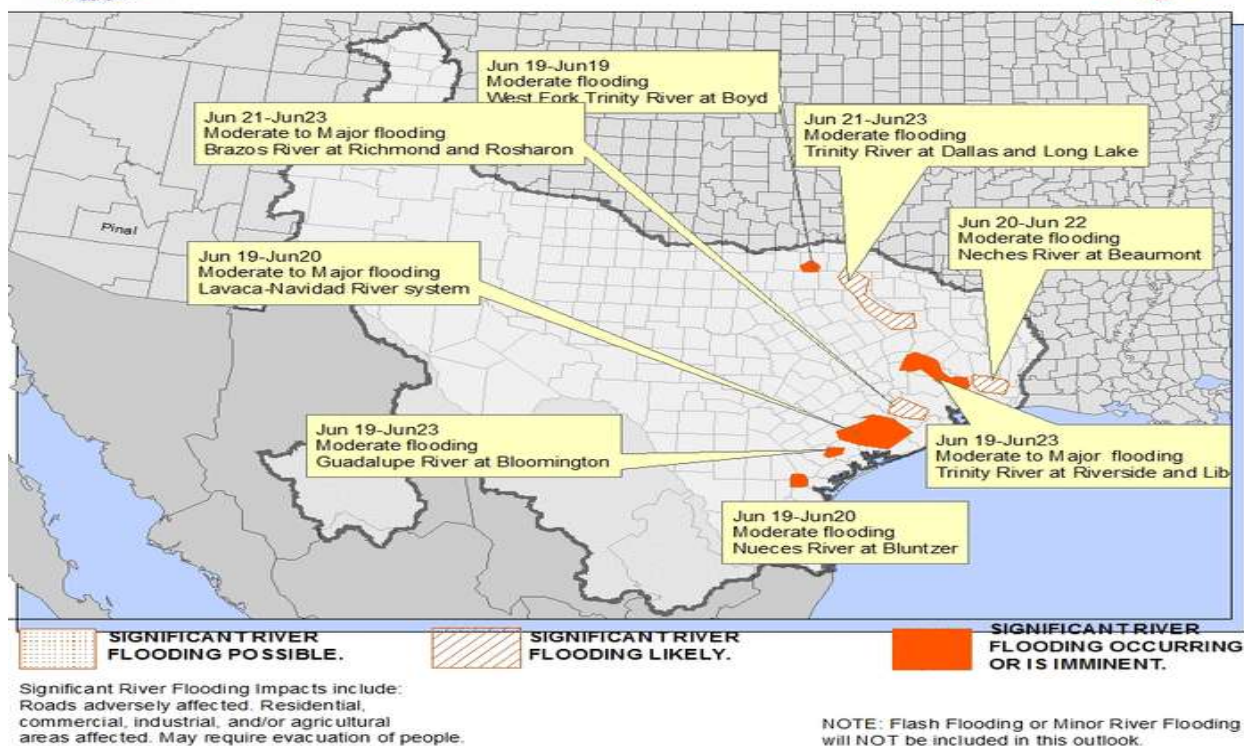 Jun 19-Jun19
Moderate flooding
West Fork Trinity River at Boyd
Jun 21-Jun23
Moderate to Major flooding
Brazos River at Richmond and Rosharon
Jun 21-Jun23
Moderate flooding
Trinity River at Dallas and Long Lake
Pinal
Jun 20-Jun 22
Moderate flooding
Neches River at Beaumont
Jun 19-Jun20
Moderate to Major flooding
Lavaca-Navidad River system
Jun 19-Jun23
Moderate flooding
Guadalupe River at Bloomington
Jun 19-Jun23
Moderate to Major flooding
Trinity River at Riverside and Lib
Jun 19-Jun20
Moderate flooding
Nueces River at Bluntzer
SIGNIFICANT RIVER
FLOODING POSSIBLE.
SIGNIFICANT RIVER
FLOODING LIKELY.
SIGNIFICANT RIVER
FLOODING OCCURRING
OR IS IMMINENT.
Significant River Flooding Impacts include:
Roads adversely affected. Residential,
commercial, industrial, and/or agricultural
areas affected. May require evacuation of people.
NOTE: Flash Flooding or Minor River Flooding
will NOT be included in this outlook.